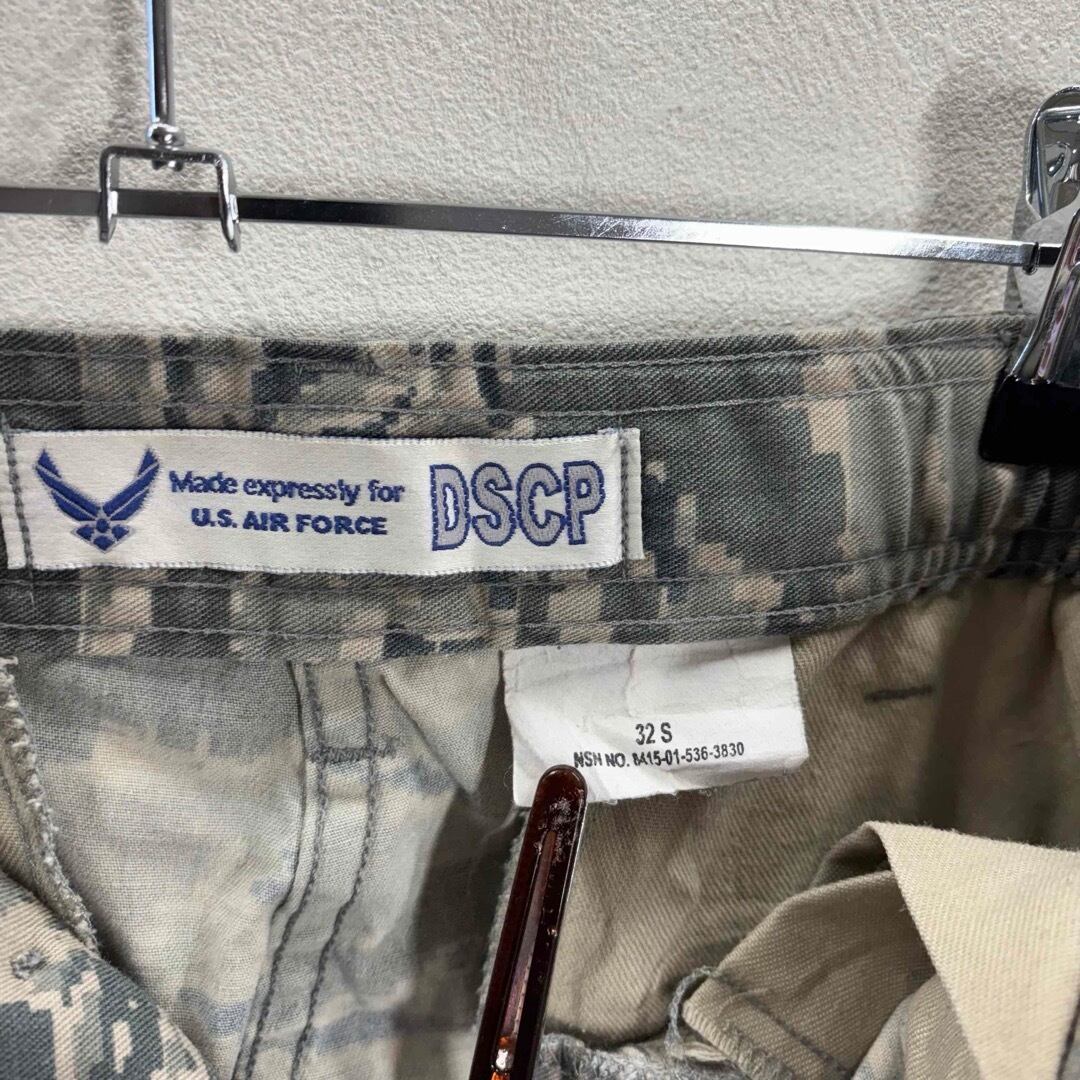 Made expressly for
U.S. AIR FORCE
DSCP
32 S
NSN NO. 8415-01-536-3830